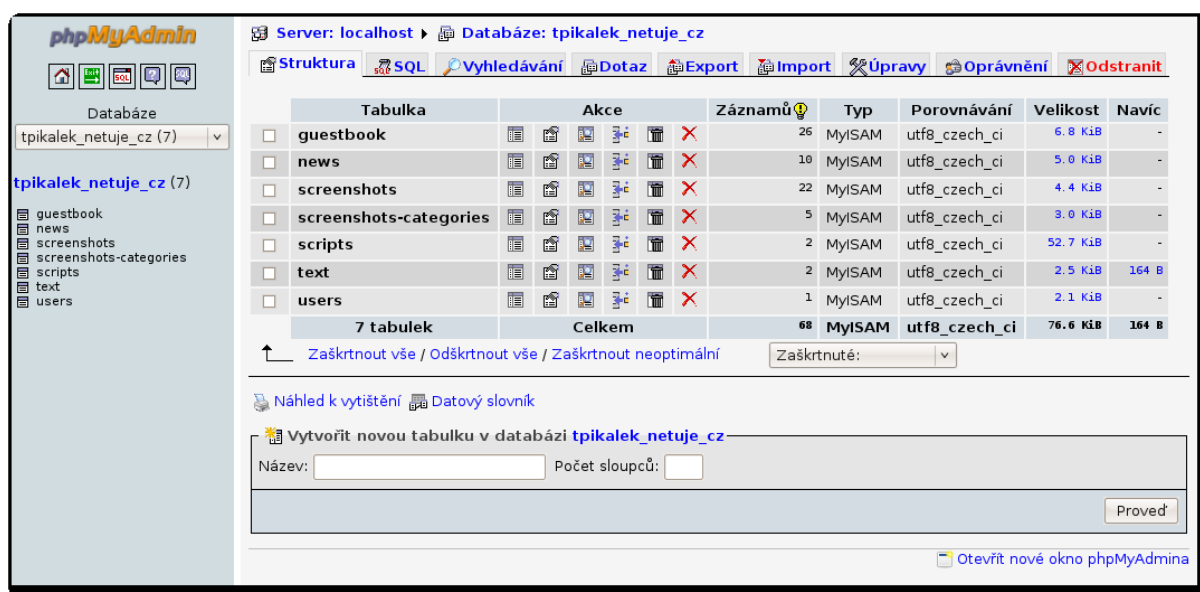 phpMyAdmin
Databáze
tpikalek_netuje_cz (7)
tpikalek_netuje_cz (7)
guestbook
news
screenshots
screenshots-categories
scripts
text
users
Server: localhost Databáze: tpikalek_netuje_cz
Struktura SQL Vyhledávání Dotaz Export Import Úpravy Oprávnění Odstranit
Tabulka Akce Záznamů Typ Porovnávání Velikost Navíc
guestbook 26 MyISAM utf8_czech_ci 6.8 KiB -
news 10 MyISAM utf8_czech_ci 5.0 KiB -
screenshots 22 MyISAM utf8_czech_ci 4.4 KiB -
screenshots-categories 5 MyISAM utf8_czech_ci 3.0 KiB -
scripts 2 MyISAM utf8_czech_ci 52.7 KiB -
text 2 MyISAM utf8_czech_ci 2.5 KiB 164 B
users 1 MyISAM utf8_czech_ci 2.1 KiB -
7 tabulek Celkem 68 MyISAM utf8_czech_ci 76.6 KiB 164 B
Zaškrtnout vše / Odškrtnout vše / Zaškrtnout neoptimální Zaškrtnuté:
Náhled k vytištění Datový slovník
Vytvořit novou tabulku v databázi tpikalek_netuje_cz
Název: Počet sloupců:
Proveď
Otevřít nové okno phpMyAdmina